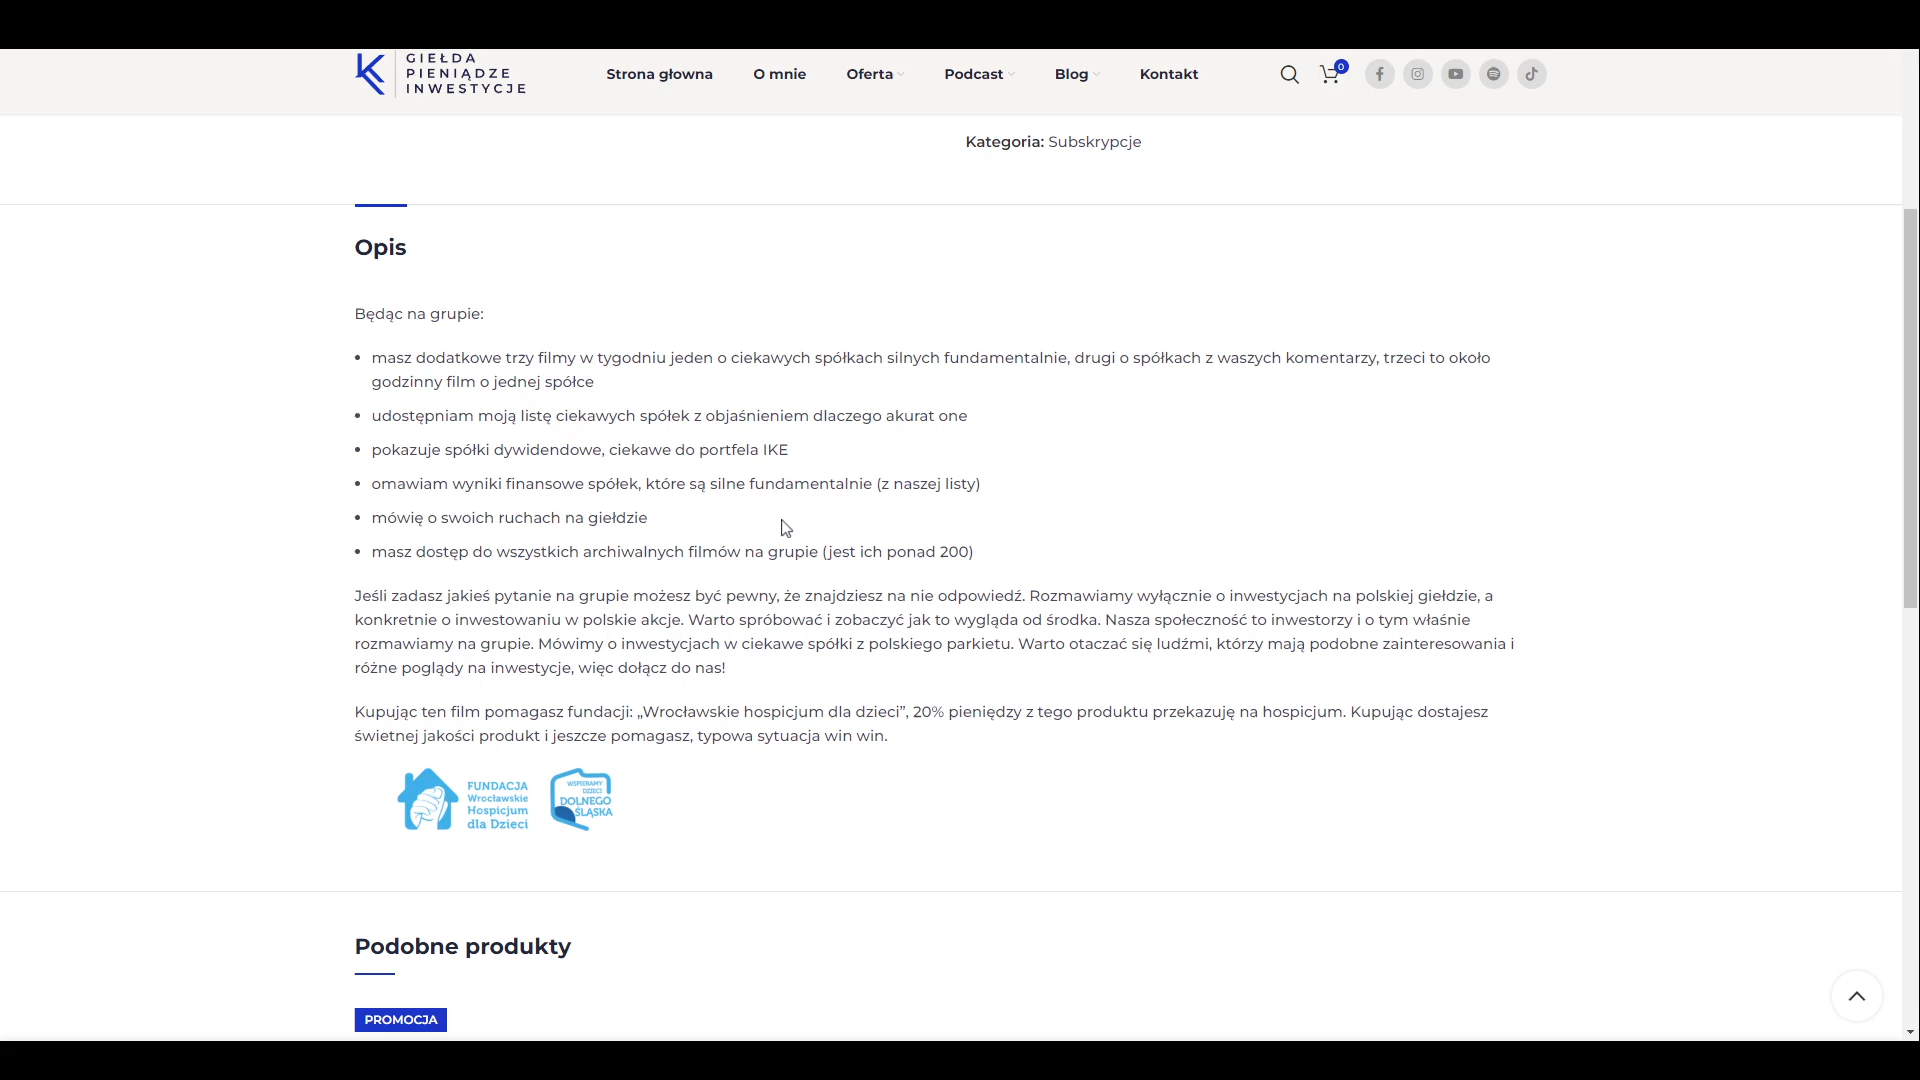 GIEŁDA
PIENIĄDZE
INWESTYCJE
Strona głowna
O mnie
Oferta
Podcast
Blog
Kontakt
0
Kategoria: Subskrypcje
Opis
Będąc na grupie:
• masz dodatkowe trzy filmy w tygodniu jeden o ciekawych spółkach silnych fundamentalnie, drugi o spółkach z waszych komentarzy, trzeci to około
godzinny film o jednej spółce
• udostępniam moją listę ciekawych spółek z objaśnieniem dlaczego akurat one
• pokazuje spółki dywidendowe, ciekawe do portfela IKE
• omawiam wyniki finansowe spółek, które są silne fundamentalnie (z naszej listy)
• mówię o swoich ruchach na giełdzie
• masz dostęp do wszystkich archiwalnych filmów na grupie (jest ich ponad 200)
Jeśli zadasz jakieś pytanie na grupie możesz być pewny, że znajdziesz na nie odpowiedź. Rozmawiamy wyłącznie o inwestycjach na polskiej giełdzie, a
konkretnie o inwestowaniu w polskie akcje. Warto spróbować i zobaczyć jak to wygląda od środka. Nasza społeczność to inwestorzy i o tym właśnie
rozmawiamy na grupie. Mówimy o inwestycjach w ciekawe spółki z polskiego parkietu. Warto otaczać się ludźmi, którzy mają podobne zainteresowania i
różne poglądy na inwestycje, więc dołącz do nas!
Kupując ten film pomagasz fundacji: „Wrocławskie hospicjum dla dzieci”, 20% pieniędzy z tego produktu przekazuję na hospicjum. Kupując dostajesz
świetnej jakości produkt i jeszcze pomagasz, typowa sytuacja win win.
FUNDACJA
Wrocławskie
Hospicjum
dla Dzieci
WSPIERAMY
DZIECI
DOLNEGO
ŚLĄSKA
Podobne produkty
PROMOCJA